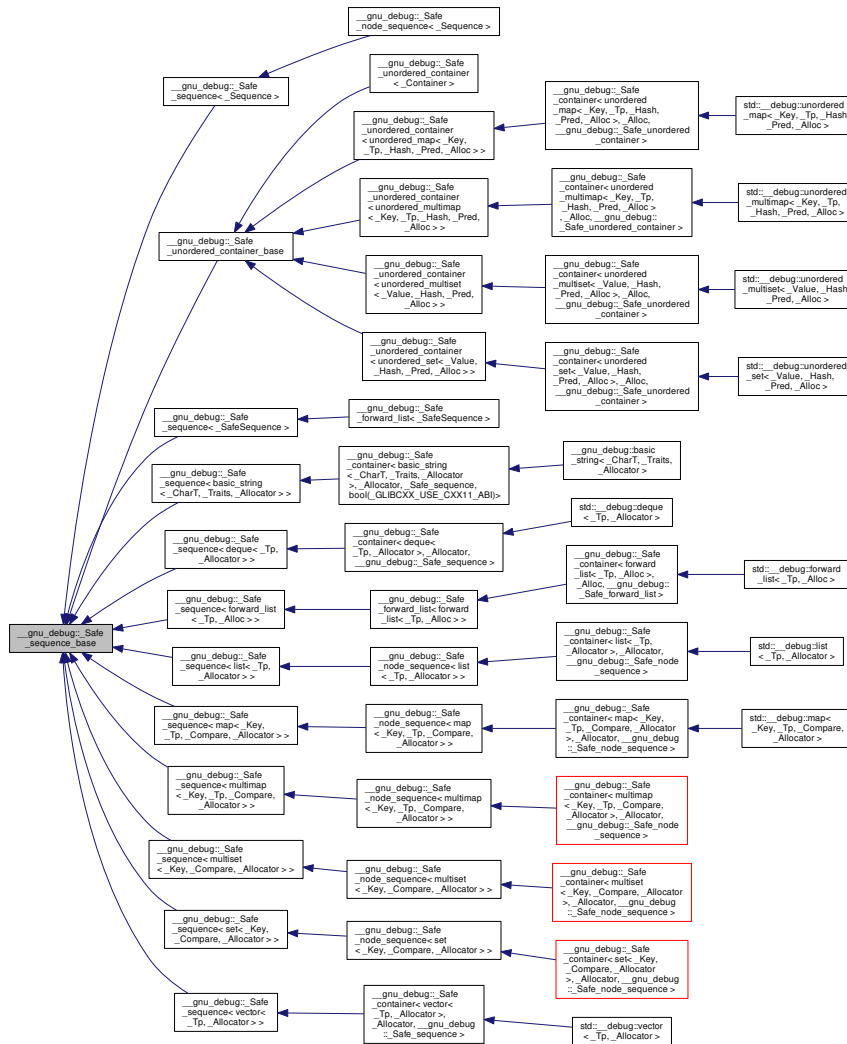 __gnu_debug::_Safe
_node_sequence< _Sequence >
__gnu_debug::_Safe
_sequence< _Sequence >
__gnu_debug::_Safe
_unordered_container
< _Container >
__gnu_debug::_Safe
_unordered_container
< unordered_map< _Key,
_Tp, _Hash, _Pred, _Alloc > >
__gnu_debug::_Safe
_container< unordered
_map< _Key, _Tp, _Hash,
_Pred, _Alloc >, _Alloc,
__gnu_debug::_Safe_unordered
_container >
std::__debug::unordered
_map< _Key, _Tp, _Hash,
_Pred, _Alloc >
__gnu_debug::_Safe
_unordered_container
< unordered_multimap
< _Key, _Tp, _Hash, _Pred,
_Alloc > >
__gnu_debug::_Safe
_container< unordered
_multimap< _Key, _Tp,
_Hash, _Pred, _Alloc >
, _Alloc, __gnu_debug::
_Safe_unordered_container >
std::__debug::unordered
_multimap< _Key, _Tp,
_Hash, _Pred, _Alloc >
__gnu_debug::_Safe
_unordered_container_base
__gnu_debug::_Safe
_unordered_container
< unordered_multiset
< _Value, _Hash, _Pred,
_Alloc > >
__gnu_debug::_Safe
_container< unordered
_multiset< _Value, _Hash,
_Pred, _Alloc >, _Alloc,
__gnu_debug::_Safe_unordered
_container >
std::__debug::unordered
_multiset< _Value, _Hash,
_Pred, _Alloc >
__gnu_debug::_Safe
_unordered_container
< unordered_set< _Value,
_Hash, _Pred, _Alloc > >
__gnu_debug::_Safe
_container< unordered
_set< _Value, _Hash,
_Pred, _Alloc >, _Alloc,
__gnu_debug::_Safe_unordered
_container >
std::__debug::unordered
_set< _Value, _Hash,
_Pred, _Alloc >
__gnu_debug::_Safe
_sequence< _SafeSequence >
__gnu_debug::_Safe
_forward_list< _SafeSequence >
__gnu_debug::_Safe
_sequence< basic_string
< _CharT, _Traits, _Allocator > >
__gnu_debug::_Safe
_container< basic_string
< _CharT, _Traits, _Allocator
>, _Allocator, _Safe_sequence,
bool(_GLIBCXX_USE_CXX11_ABI)>
__gnu_debug::basic
_string< _CharT, _Traits,
_Allocator >
__gnu_debug::_Safe
_sequence< deque< _Tp,
_Allocator > >
__gnu_debug::_Safe
_container< deque<
_Tp, _Allocator >, _Allocator,
__gnu_debug::_Safe_sequence >
std::__debug::deque
< _Tp, _Allocator >
__gnu_debug::_Safe
_sequence< forward_list
< _Tp, _Alloc > >
__gnu_debug::_Safe
_forward_list< forward
_list< _Tp, _Alloc > >
__gnu_debug::_Safe
_container< forward
_list< _Tp, _Alloc >,
_Alloc, __gnu_debug::
_Safe_forward_list >
std::__debug::forward
_list< _Tp, _Alloc >
__gnu_debug::_Safe
_sequence_base
__gnu_debug::_Safe
_sequence< list< _Tp,
_Allocator > >
__gnu_debug::_Safe
_node_sequence< list
< _Tp, _Allocator > >
__gnu_debug::_Safe
_container< list< _Tp,
_Allocator >, _Allocator,
__gnu_debug::_Safe_node
_sequence >
std::__debug::list
< _Tp, _Allocator >
__gnu_debug::_Safe
_sequence< map< _Key,
_Tp, _Compare, _Allocator > >
__gnu_debug::_Safe
_node_sequence< map
< _Key, _Tp, _Compare,
_Allocator > >
__gnu_debug::_Safe
_container< map< _Key,
_Tp, _Compare, _Allocator
>, _Allocator, __gnu_debug
::_Safe_node_sequence >
std::__debug::map<
_Key, _Tp, _Compare,
_Allocator >
__gnu_debug::_Safe
_sequence< multimap
< _Key, _Tp, _Compare,
_Allocator > >
__gnu_debug::_Safe
_node_sequence< multimap
< _Key, _Tp, _Compare,
_Allocator > >
__gnu_debug::_Safe
_container< multimap
< _Key, _Tp, _Compare,
_Allocator >, _Allocator,
__gnu_debug::_Safe_node
_sequence >
__gnu_debug::_Safe
_sequence< multiset
< _Key, _Compare, _Allocator > >
__gnu_debug::_Safe
_node_sequence< multiset
< _Key, _Compare, _Allocator > >
__gnu_debug::_Safe
_container< multiset
< _Key, _Compare, _Allocator
>, _Allocator, __gnu_debug
::_Safe_node_sequence >
__gnu_debug::_Safe
_sequence< set< _Key,
_Compare, _Allocator > >
__gnu_debug::_Safe
_node_sequence< set
< _Key, _Compare, _Allocator > >
__gnu_debug::_Safe
_container< set< _Key,
_Compare, _Allocator
>, _Allocator, __gnu_debug
::_Safe_node_sequence >
__gnu_debug::_Safe
_sequence< vector<
_Tp, _Allocator > >
__gnu_debug::_Safe
_container< vector<
_Tp, _Allocator >,
_Allocator, __gnu_debug
::_Safe_sequence >
std::__debug::vector
< _Tp, _Allocator >